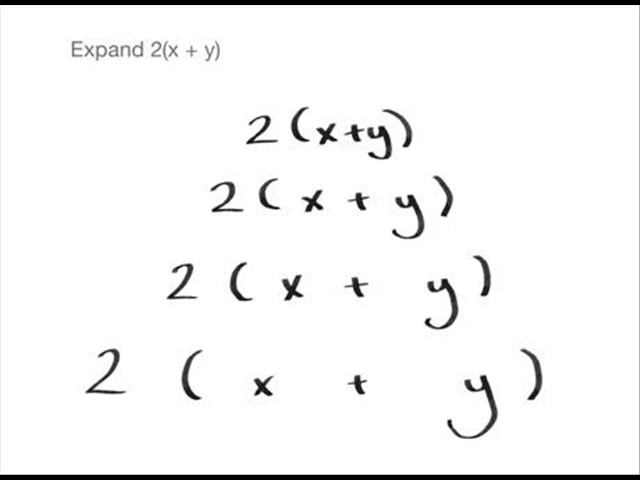 Expand 2(x + y)
2(x+y)
2(x + y)
2 (x + y)
2 ( x + y )